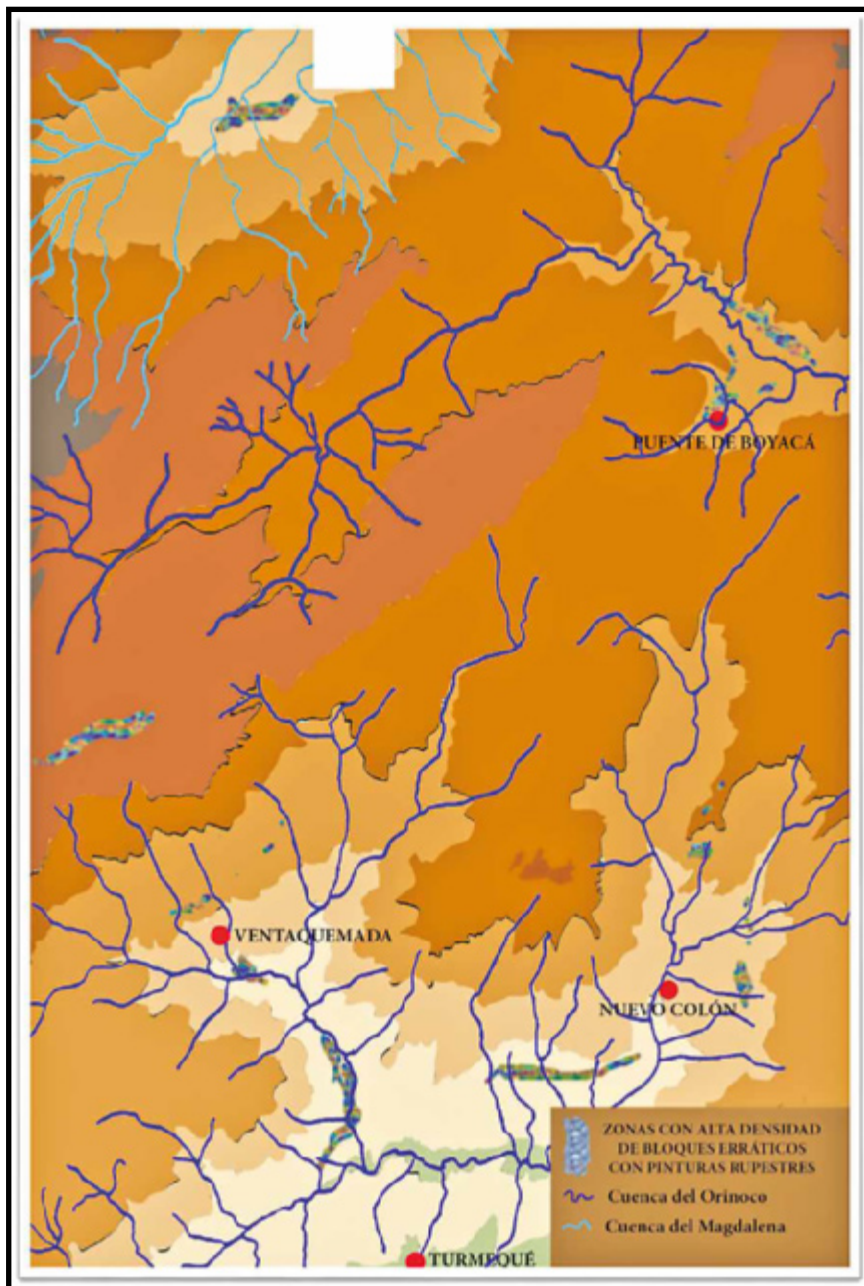 PUENTE DE BOYACÁ
VENTAQUEMADA
NUEVO COLÓN
ZONAS CON ALTA DENSIDAD
DE BLOQUES ERRÁTICOS
CON PINTURAS RUPESTRES
Cuenca del Orinoco
Cuenca del Magdalena
TURMEQUÉ